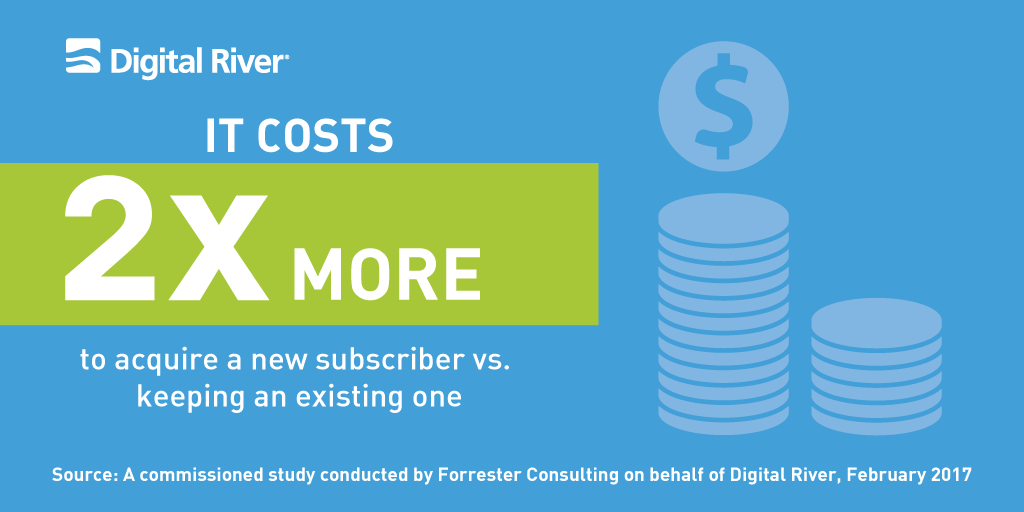 Digital River®
IT COSTS
2x MORE
to acquire a new subscriber vs.
keeping an existing one
$
Source: A commissioned study conducted by Forrester Consulting on behalf of Digital River, February 2017